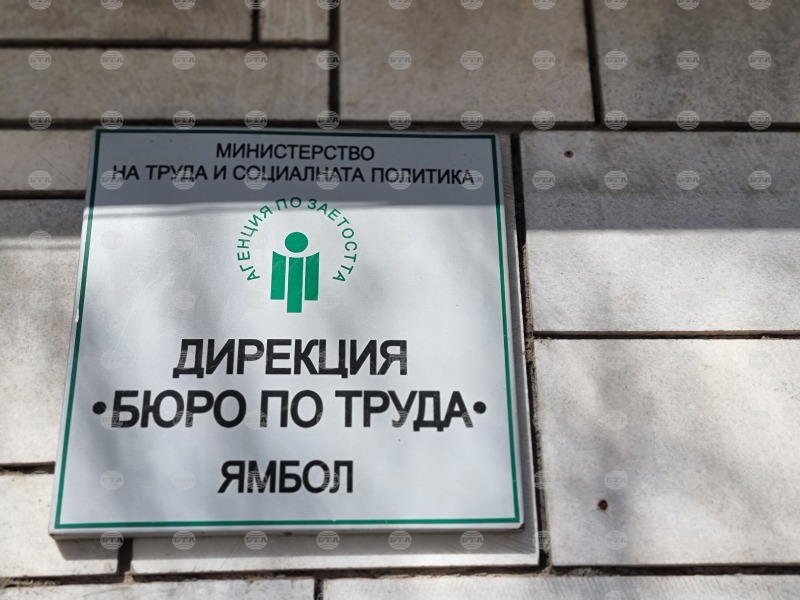 МИНИСТЕРСТВО
НА ТРУДА И СОЦИАЛНАТА ПОЛИТИКА
АГЕНЦИЯ ПО ЗАЕТОСТТА
ДИРЕКЦИЯ
•БЮРО ПО ТРУДА•
ЯМБОЛ